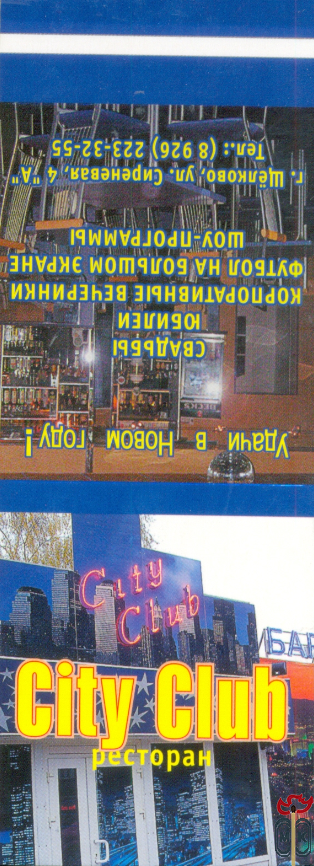 Удачи в Новом году!
СВАДЬБЫ
ЮБИЛЕИ
КОРПОРАТИВНЫЕ ВЕЧЕРИНКИ
ФУТБОЛ НА БОЛЬШОМ ЭКРАНЕ
ШОУ-ПРОГРАММЫ
г. Щёлково, ул. Сиреневая, 4 "А"
Тел.: (8 926) 223-32-55
City
Club
БАР
City Club
ресторан